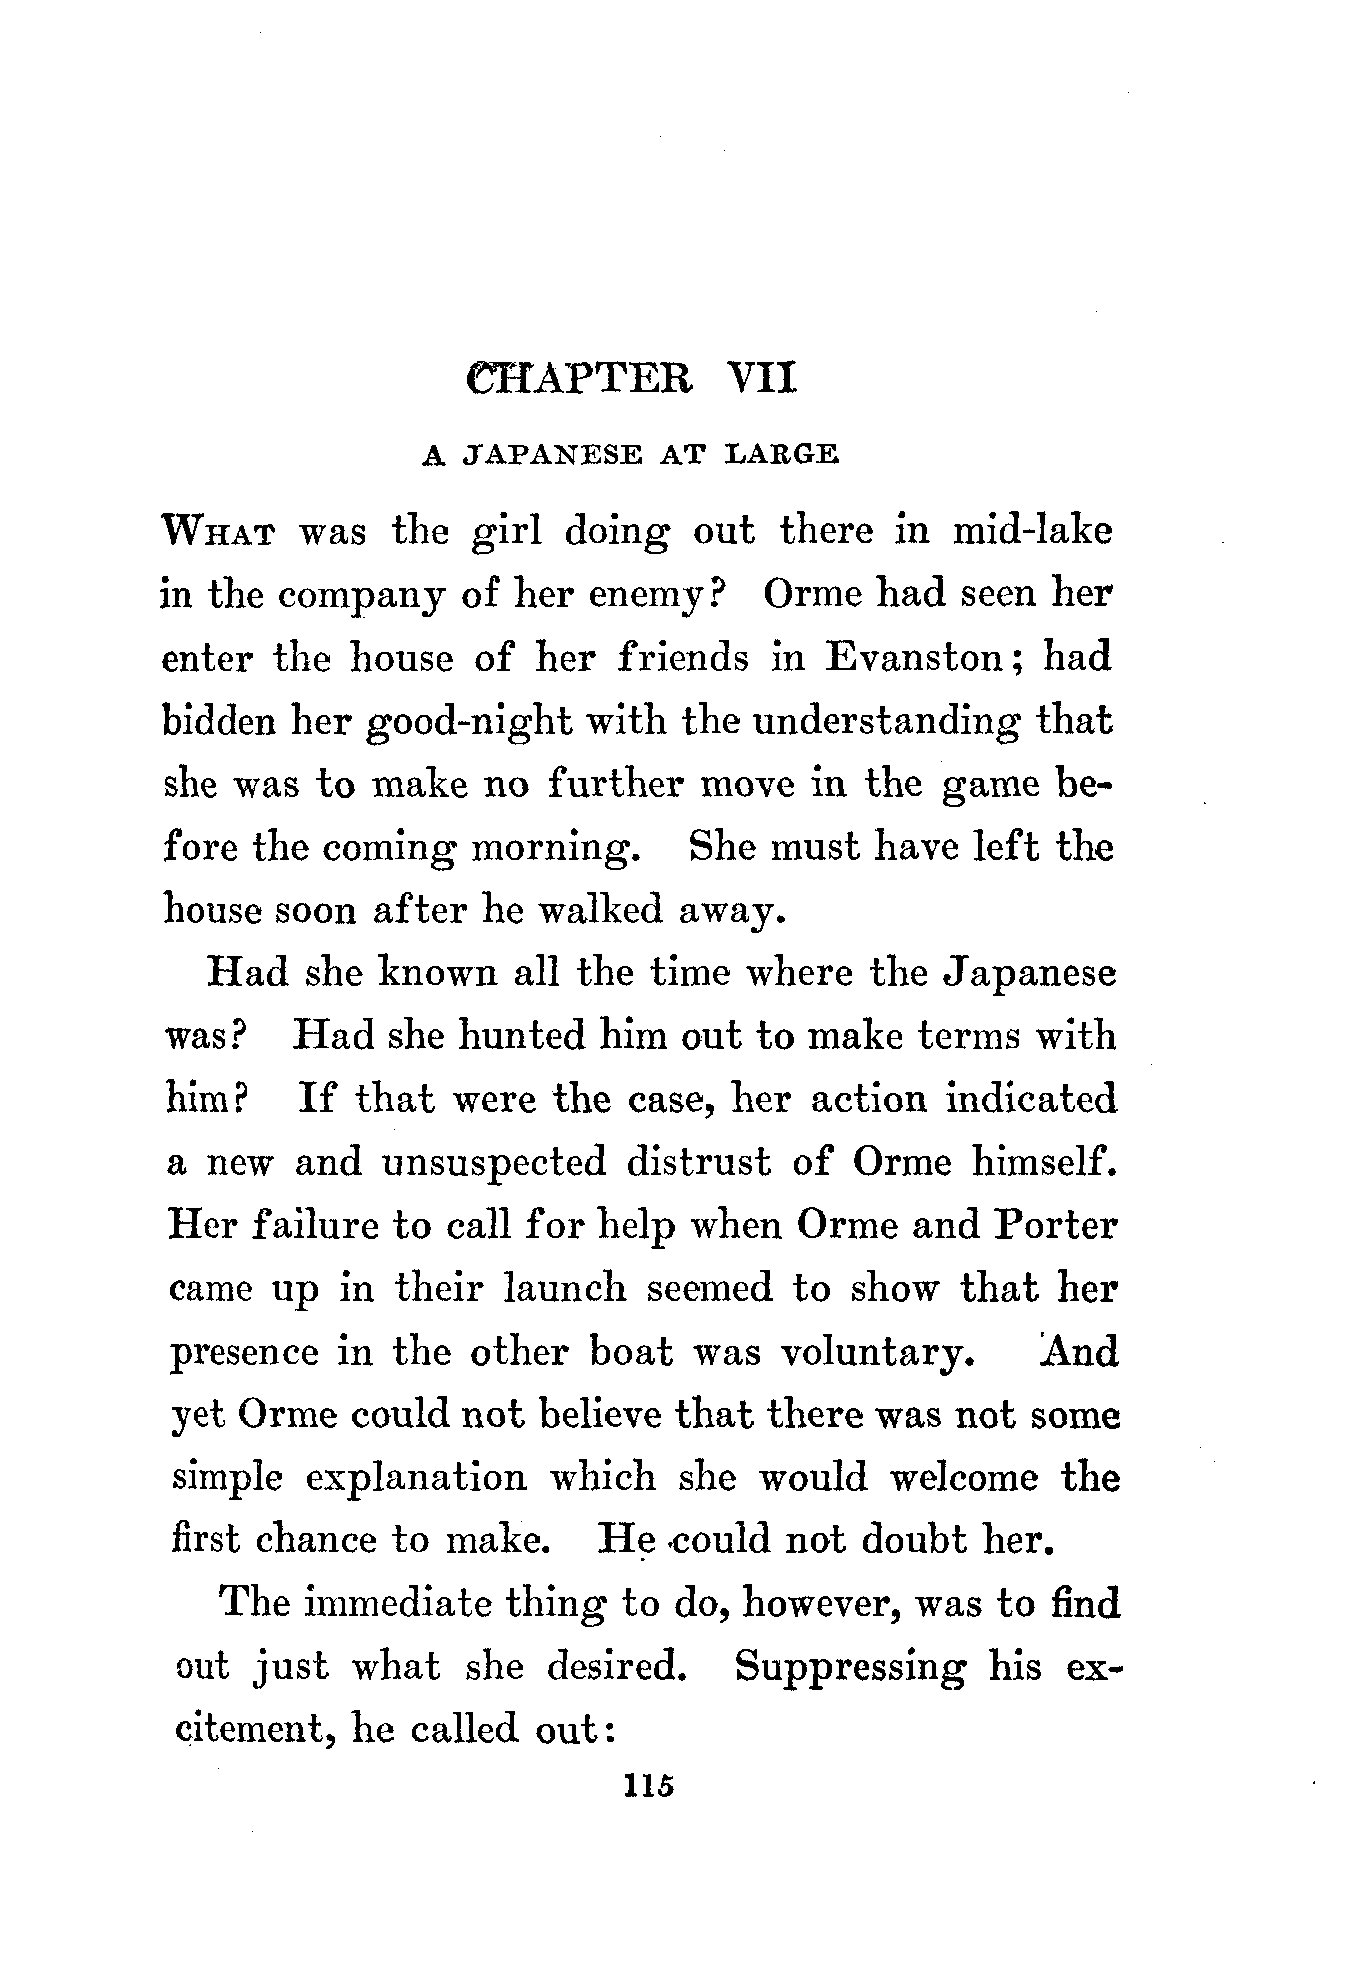 CHAPTER VII
A JAPANESE AT LARGE
WHAT was the girl doing out there in mid-lake
in the company of her enemy? Orme had seen her
enter the house of her friends in Evanston; had
bidden her good-night with the understanding that
she was to make no further move in the game be-
fore the coming morning. She must have left the
house soon after he walked away.
Had she known all the time where the Japanese
was? Had she hunted him out to make terms with
him? If that were the case, her action indicated
a new and unsuspected distrust of Orme himself.
Her failure to call for help when Orme and Porter
came up in their launch seemed to show that her
presence in the other boat was voluntary. And
yet Orme could not believe that there was not some
simple explanation which she would welcome the
first chance to make. He could not doubt her.
The immediate thing to do, however, was to find
out just what she desired. Suppressing his ex-
citement, he called out:
115